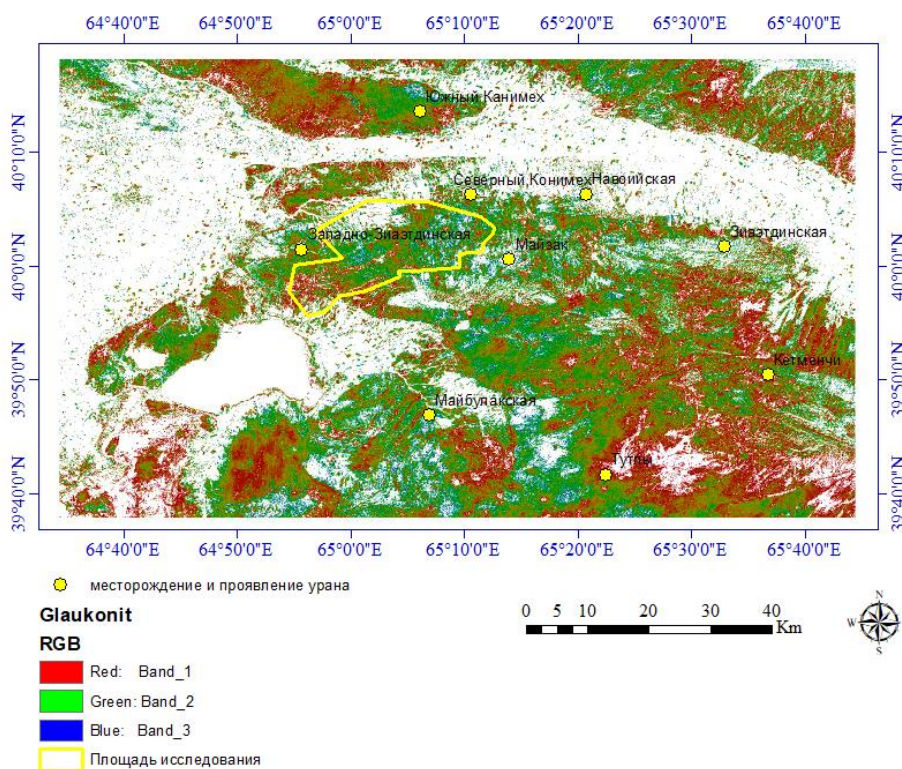 64°40'0"E 64°50'0"E 65°0'0"E 65°10'0"E 65°20'0"E 65°30'0"E 65°40'0"E
Южный Канимех
40°10'0"N 40°10'0"N
Северный Конимех Навоийская
Западно-Зиаэтдинская Майзак Зиаэтдинская
40°0'0"N 40°0'0"N
Кетменчи
39°50'0"N 39°50'0"N
Майбулакская
Тутлы
39°40'0"N 39°40'0"N
64°40'0"E 64°50'0"E 65°0'0"E 65°10'0"E 65°20'0"E 65°30'0"E 65°40'0"E
месторождение и проявление урана
Glaukonit
RGB
Red: Band_1
Green: Band_2
Blue: Band_3
Площадь исследования
0 5 10 20 30 40
Km
N
W E
S